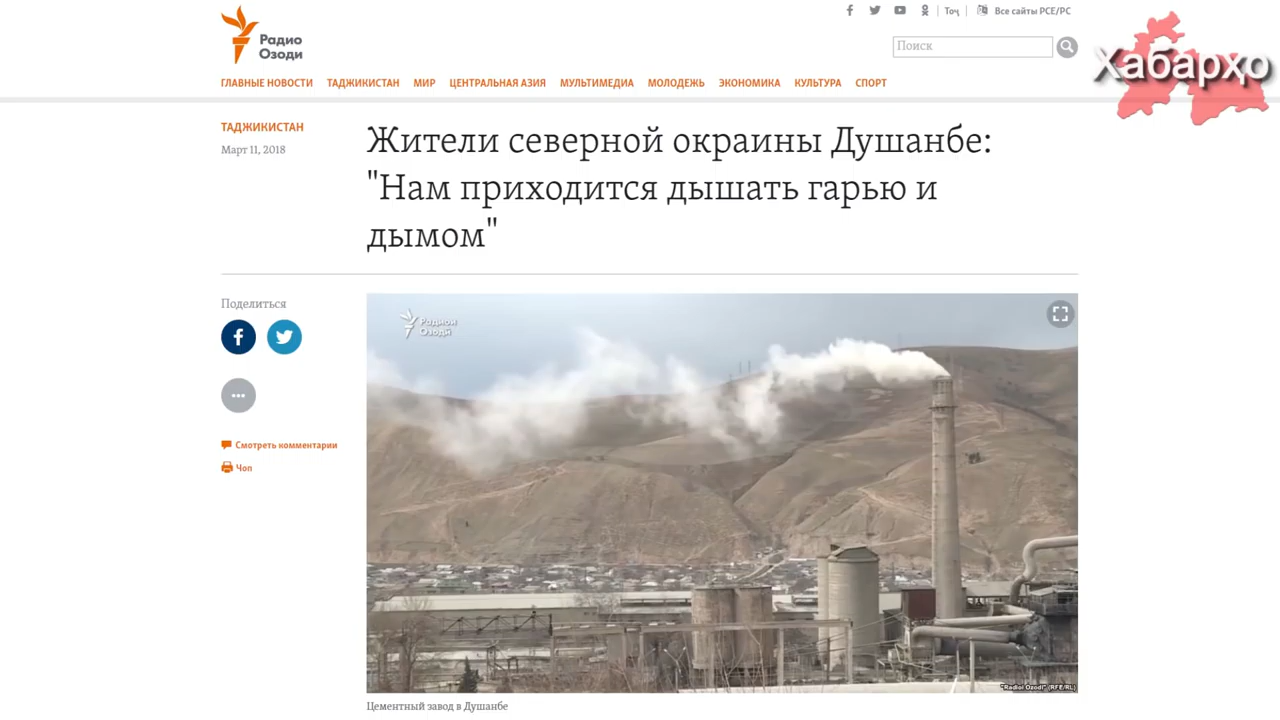 Точ
Все сайты РСЕ/РС
Радио
Озоди
Поиск
Хабарҳо
ГЛАВНЫЕ НОВОСТИ ТАДЖИКИСТАН МИР ЦЕНТРАЛЬНАЯ АЗИЯ МУЛЬТИМЕДИА МОЛОДЕЖЬ ЭКОНОМИКА КУЛЬТУРА СПОРТ
ТАДЖИКИСТАН
Март 11, 2018
Жители северной окраины Душанбе:
"Нам приходится дышать гарью и
дымом"
Поделиться
Радиои
Озодӣ
Смотреть комментарии
Чоп
"Radioi Ozodi" (RFE/RL)
Цементный завод в Душанбе